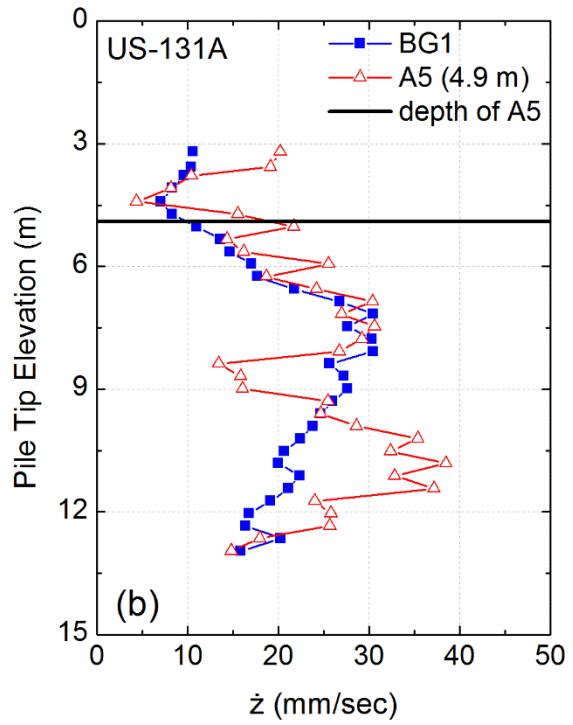 US-131A
BG1
A5 (4.9 m)
depth of A5
0
3
6
9
12
15
Pile Tip Elevation (m)
(b)
0 10 20 30 40 50
ż (mm/sec)